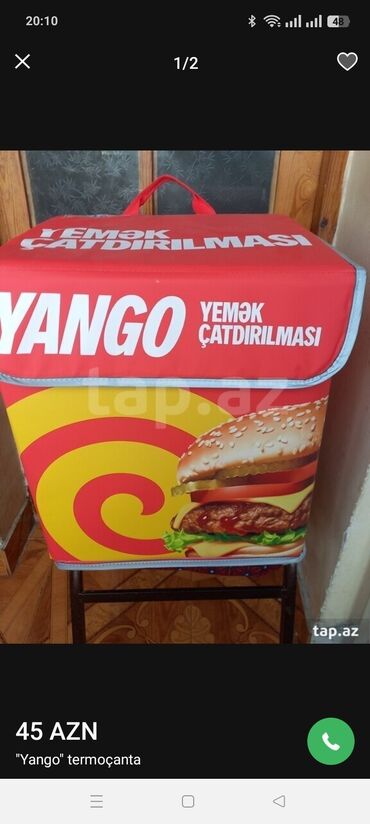 20:10
48
1/2
YEMƏK
ÇATDIRILMASI
YANGO
YEMƏK
ÇATDIRILMASI
tap.az
tap.az
45 AZN
"Yango" termoçanta